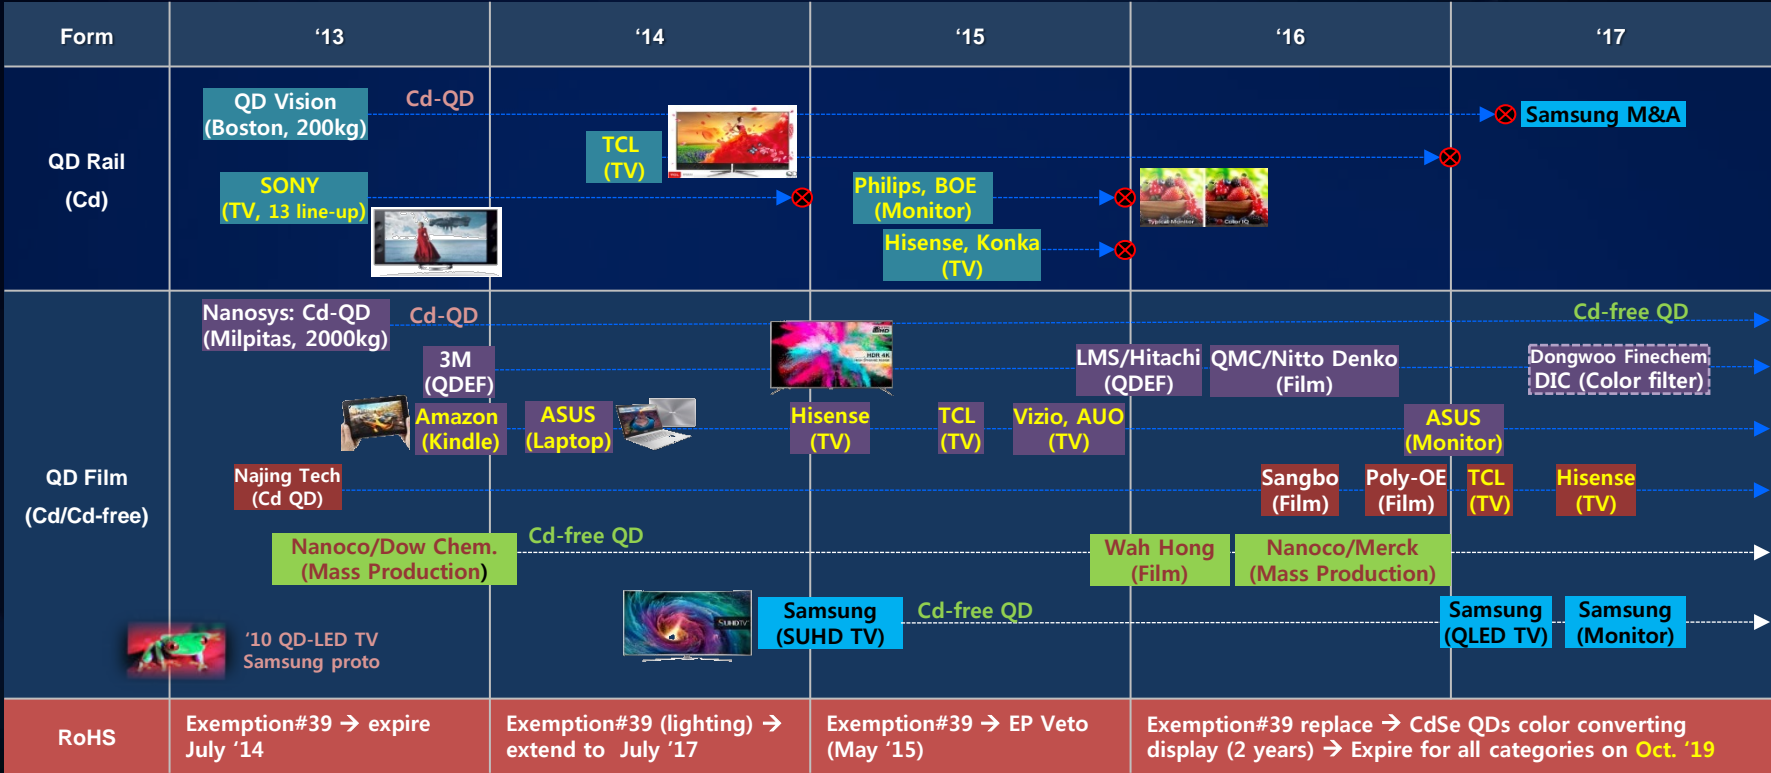 Form
‘13
‘14
‘15
‘16
‘17
QD Rail
(Cd)
QD Vision
(Boston, 200kg)
Cd-QD
Samsung M&A
TCL
(TV)
SONY
(TV, 13 line-up)
Philips, BOE
(Monitor)
Typical Monitor
Color IQ
Hisense, Konka
(TV)
QD Film
(Cd/Cd-free)
Nanosys: Cd-QD
(Milpitas, 2000kg)
Cd-QD
Cd-free QD
3M
(QDEF)
HDR 4K
LMS/Hitachi
(QDEF)
QMC/Nitto Denko
(Film)
Dongwoo Finechem
DIC (Color filter)
Amazon
(Kindle)
ASUS
(Laptop)
Hisense
(TV)
TCL
(TV)
Vizio, AUO
(TV)
ASUS
(Monitor)
Najing Tech
(Cd QD)
Sangbo
(Film)
Poly-OE
(Film)
TCL
(TV)
Hisense
(TV)
Nanoco/Dow Chem.
(Mass Production)
Cd-free QD
Wah Hong
(Film)
Nanoco/Merck
(Mass Production)
SUHDTV
Samsung
(SUHD TV)
Cd-free QD
Samsung
(QLED TV)
Samsung
(Monitor)
‘10 QD-LED TV
Samsung proto
RoHS
Exemption#39 → expire
July ‘14
Exemption#39 (lighting) →
extend to July ‘17
Exemption#39 → EP Veto
(May ‘15)
Exemption#39 replace → CdSe QDs color converting
display (2 years) → Expire for all categories on Oct. ‘19